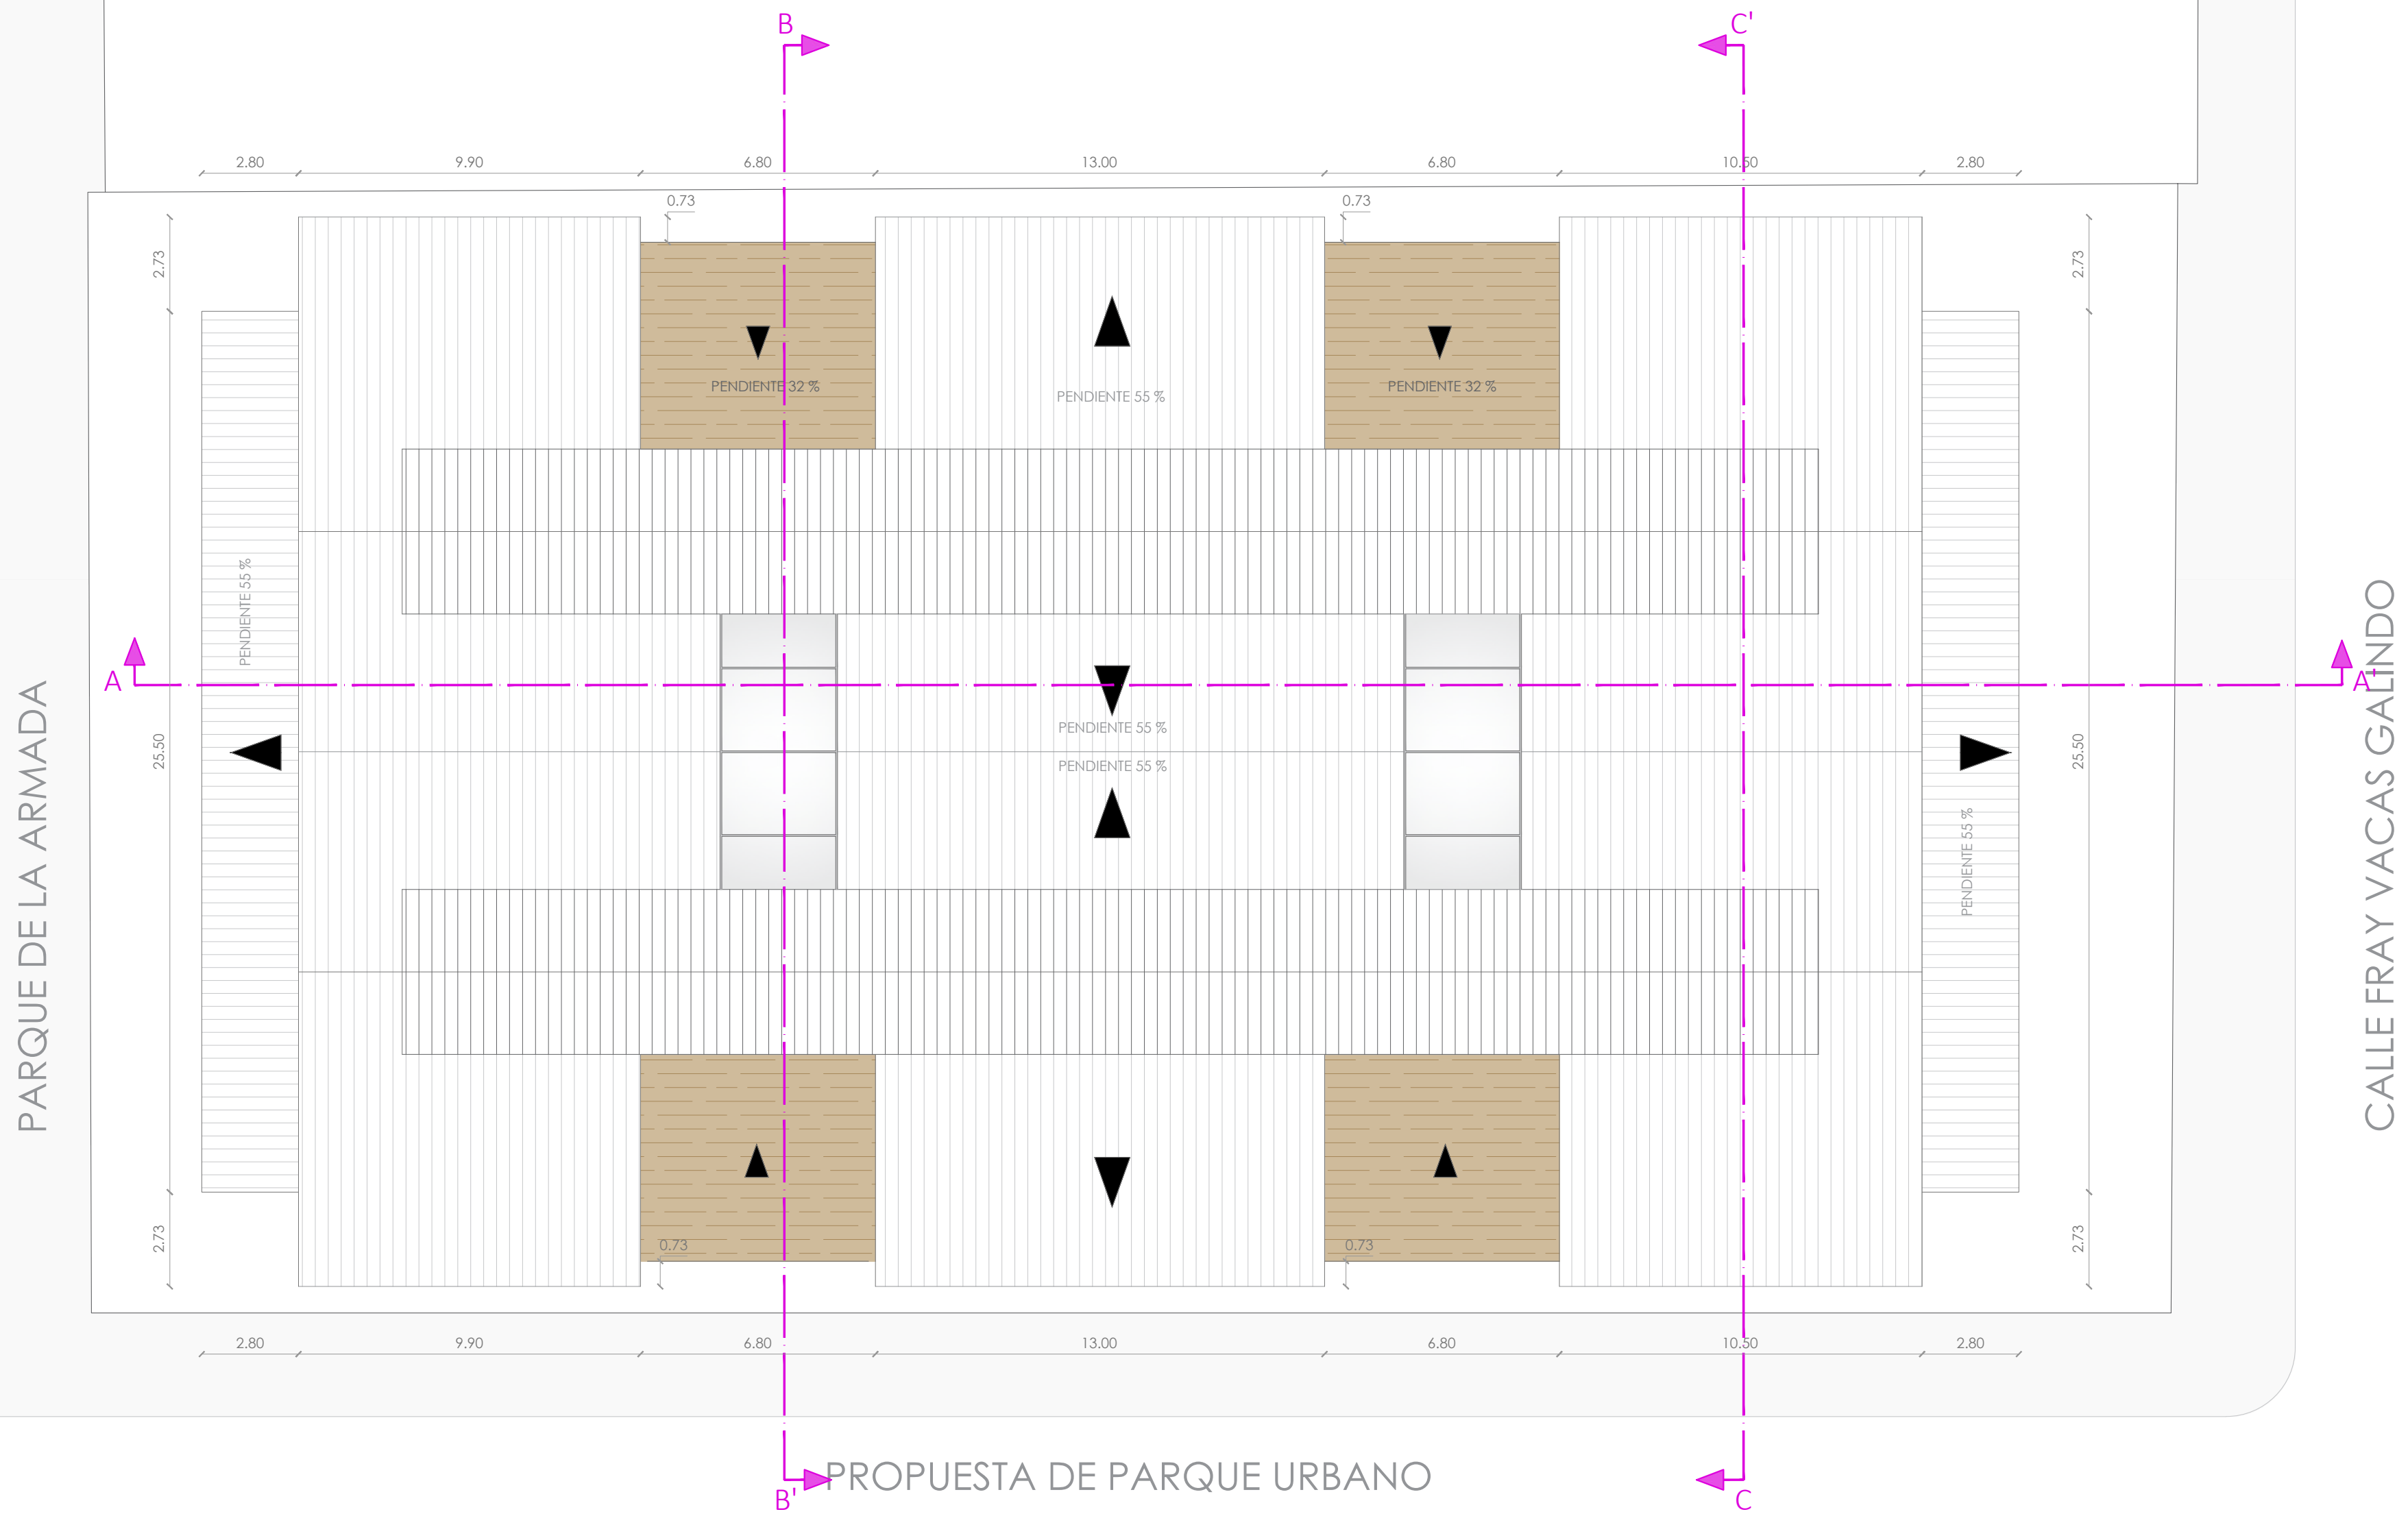 B
C'
2.80
9.90
6.80
13.00
6.80
10.50
2.80
0.73
0.73
2.73
2.73
PENDIENTE 32 %
PENDIENTE 55 %
PENDIENTE 32 %
PENDIENTE 55 %
A
A'
PENDIENTE 55 %
PENDIENTE 55 %
25.50
25.50
PENDIENTE 55 %
PARQUE DE LA ARMADA
CALLE FRAY VACAS GALINDO
2.73
2.73
0.73
0.73
2.80
9.90
6.80
13.00
6.80
10.50
2.80
PROPUESTA DE PARQUE URBANO
B'
C